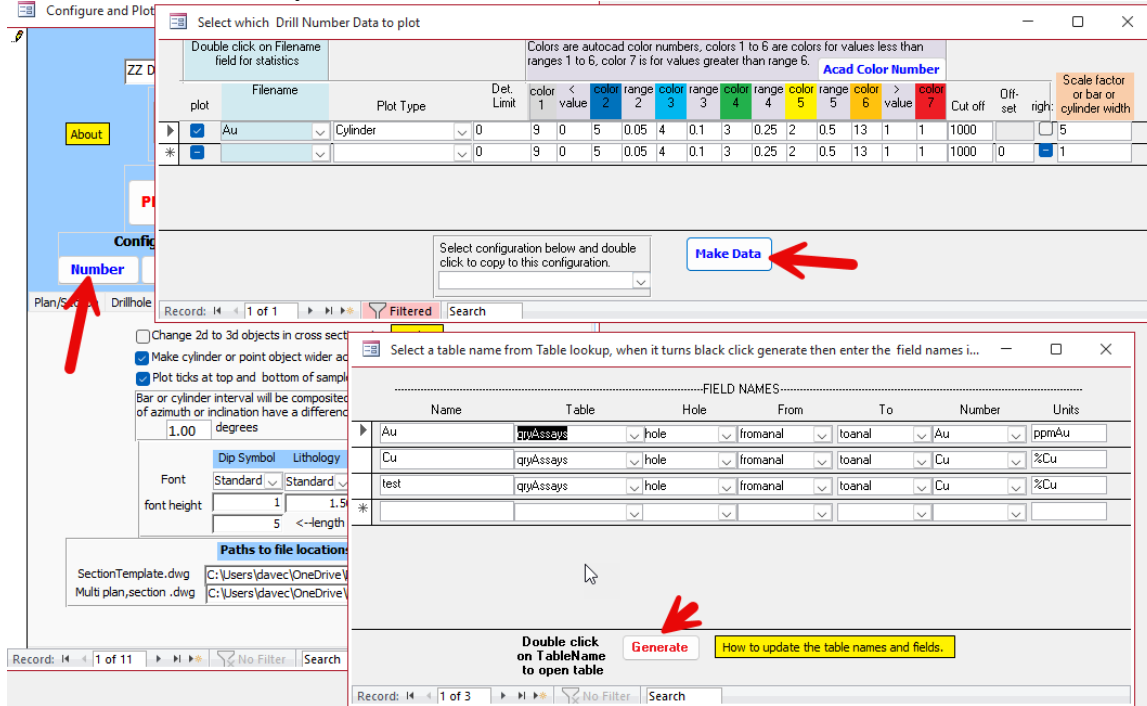 Configure and Plot
ZZ D
About
Config
Number
Plan/Section
Drillhole
Change 2d to 3d objects in cross sect
Make cylinder or point object wider ac
Plot ticks at top and bottom of sample
Bar or cylinder interval will be composited
of azimuth or inclination have a differenc
1.00 degrees
Dip Symbol Lithology
Font Standard Standard
font height 1 1.5
5 <--length
Paths to file locations
SectionTemplate.dwg C:\Users\davec\OneDrive\
Multi plan,section .dwg C:\Users\davec\OneDrive\
Record: 1 of 11 No Filter Search
Select which Drill Number Data to plot
Double click on Filename
field for statistics
Colors are autocad color numbers, colors 1 to 6 are colors for values less than
ranges 1 to 6, color 7 is for values greater than range 6.
Acad Color Number
plot Filename Plot Type Det. Limit color 1 < value color 2 range 2 color 3 range 3 color 4 range 4 color 5 range 5 color 6 > value color 7 Cut off Off-set righ: Scale factor or bar or cylinder width
Au Cylinder 0 9 0 5 0.05 4 0.1 3 0.25 2 0.5 13 1 1 1000 5
* 0 9 0 5 0.05 4 0.1 3 0.25 2 0.5 13 1 1 1000 0 1
Select configuration below and double
click to copy to this configuration.
Make Data
Record: 1 of 1 Filtered Search
Select a table name from Table lookup, when it turns black click generate then enter the field names i...
FIELD NAMES
Name Table Hole From To Number Units
Au qryAssays hole fromanal toanal Au ppmAu
Cu qryAssays hole fromanal toanal Cu %Cu
test qryAssays hole fromanal toanal Cu %Cu
*
Double click
on TableName
to open table
Generate
How to update the table names and fields.
Record: 1 of 3 No Filter Search